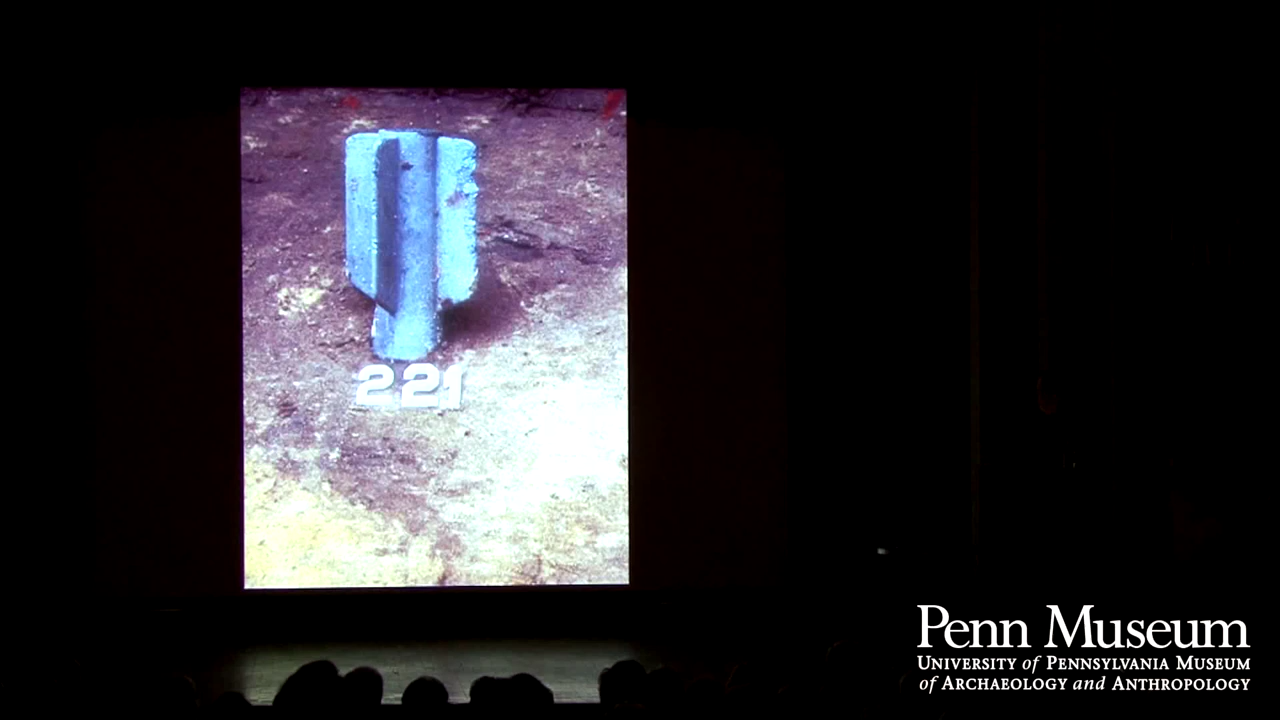 221
Penn Museum
UNIVERSITY of PENNSYLVANIA MUSEUM
of ARCHAEOLOGY and ANTHROPOLOGY